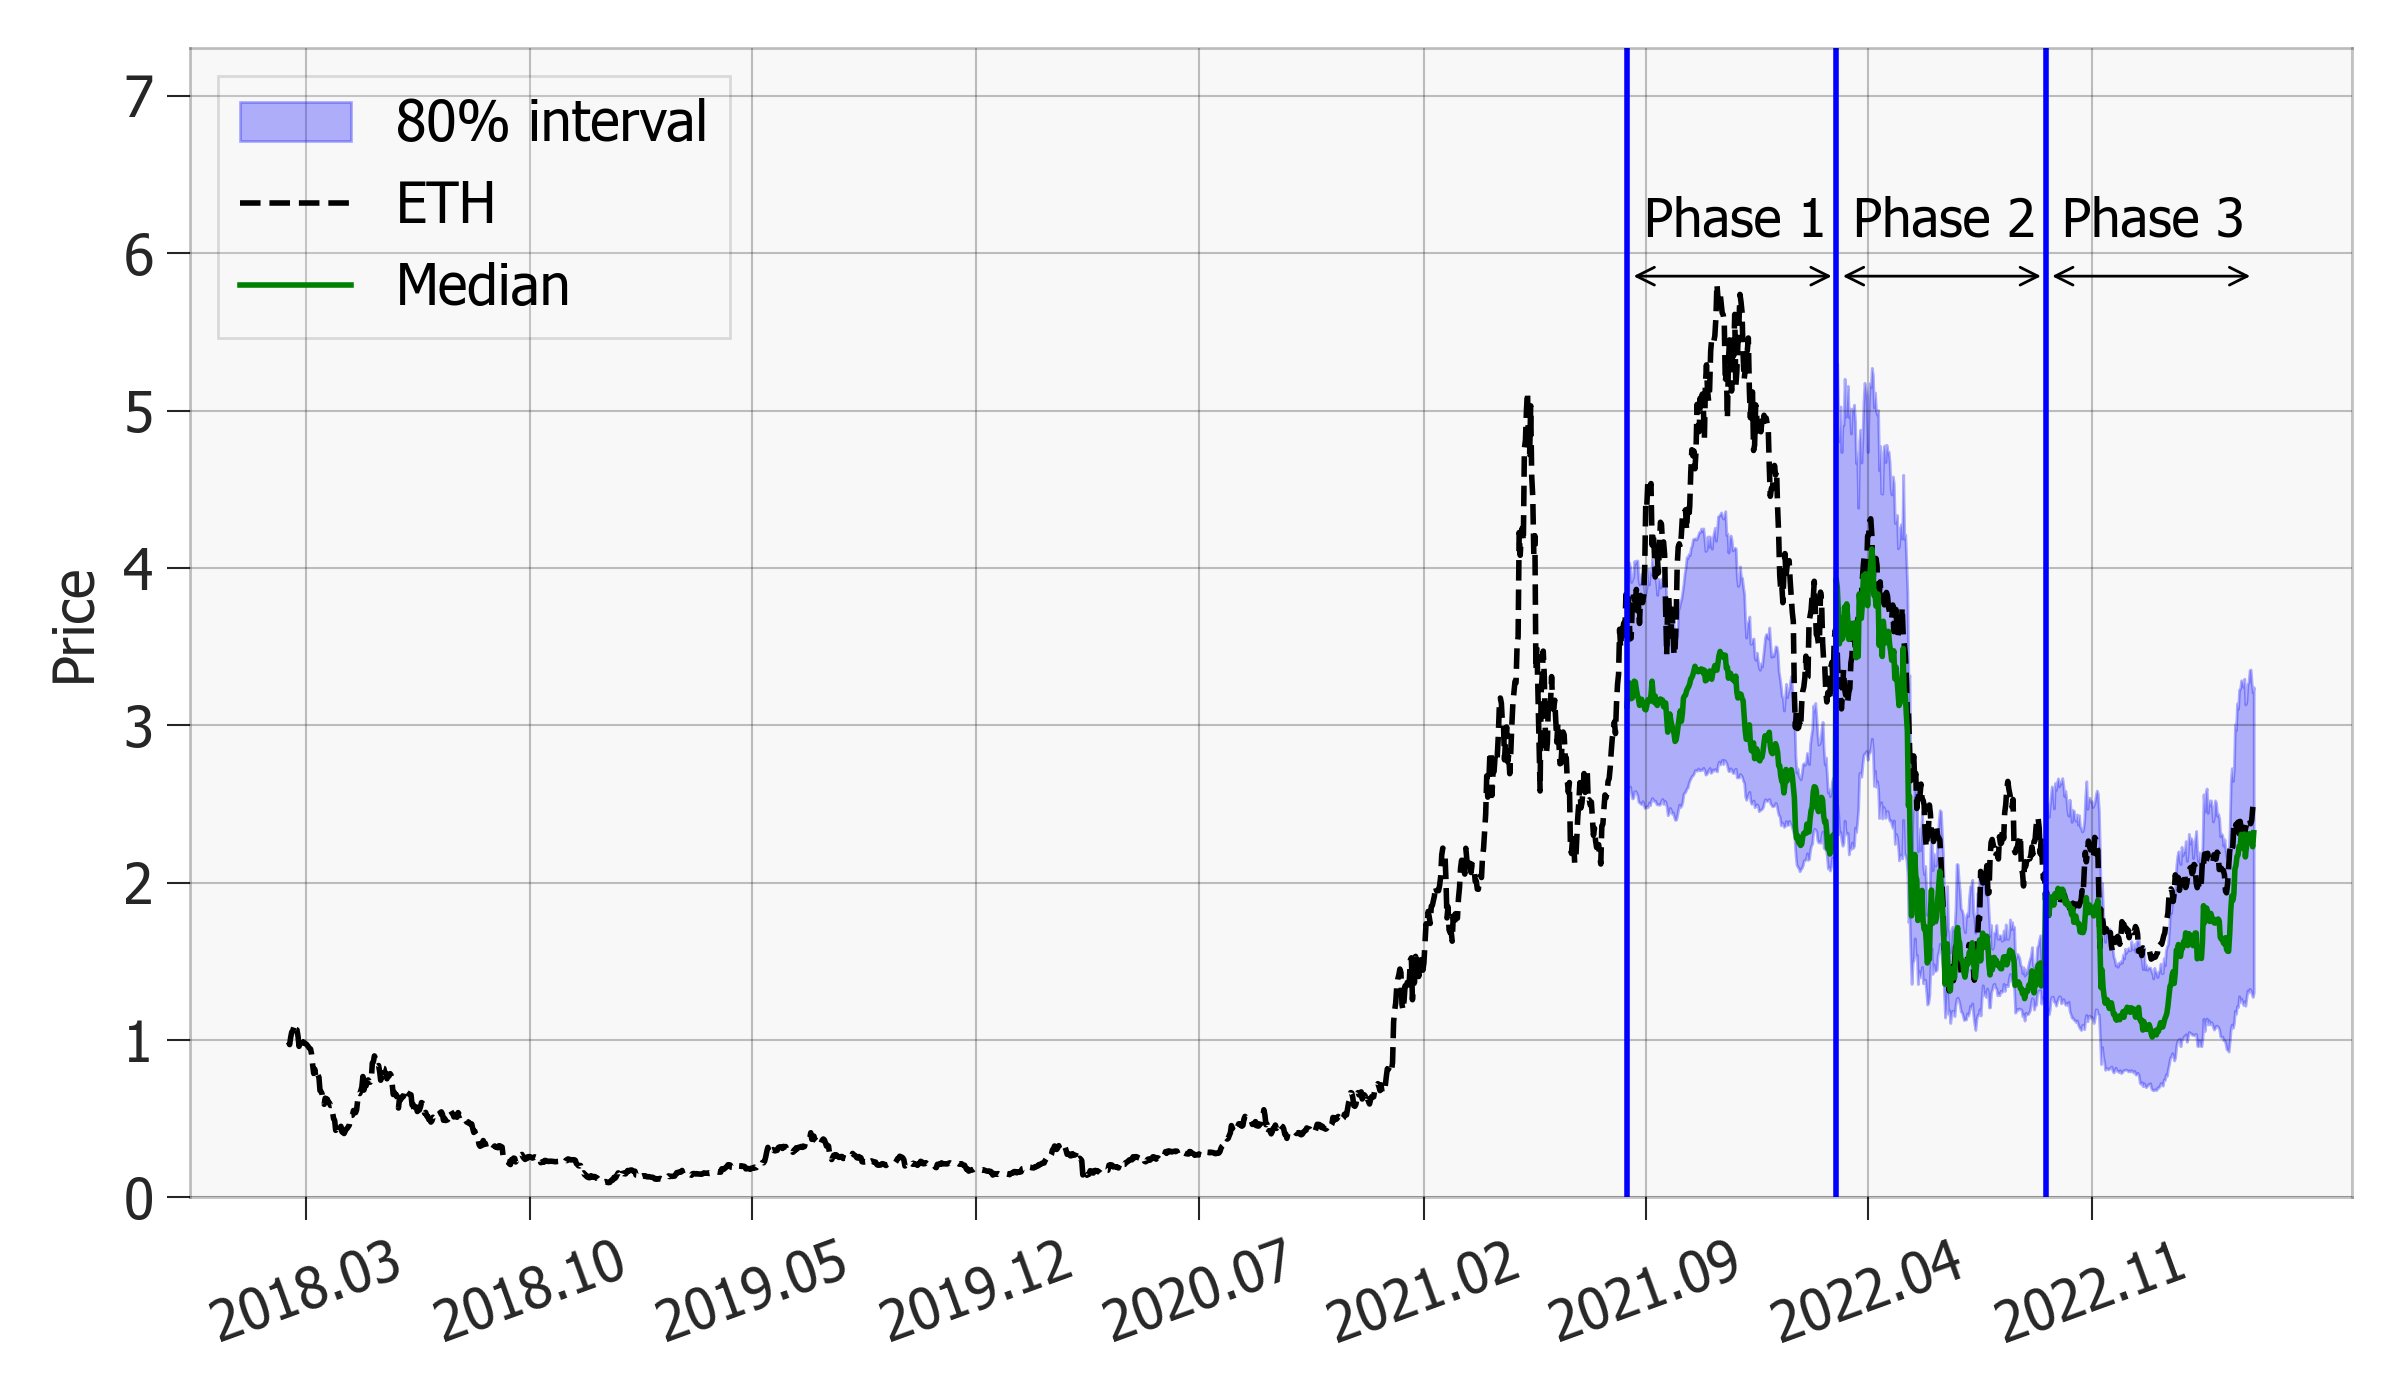 7
6
5
4
3
2
1
0
Price
80% interval
ETH
Median
Phase 1
Phase 2
Phase 3
2018.03
2018.10
2019.05
2019.12
2020.07
2021.02
2021.09
2022.04
2022.11